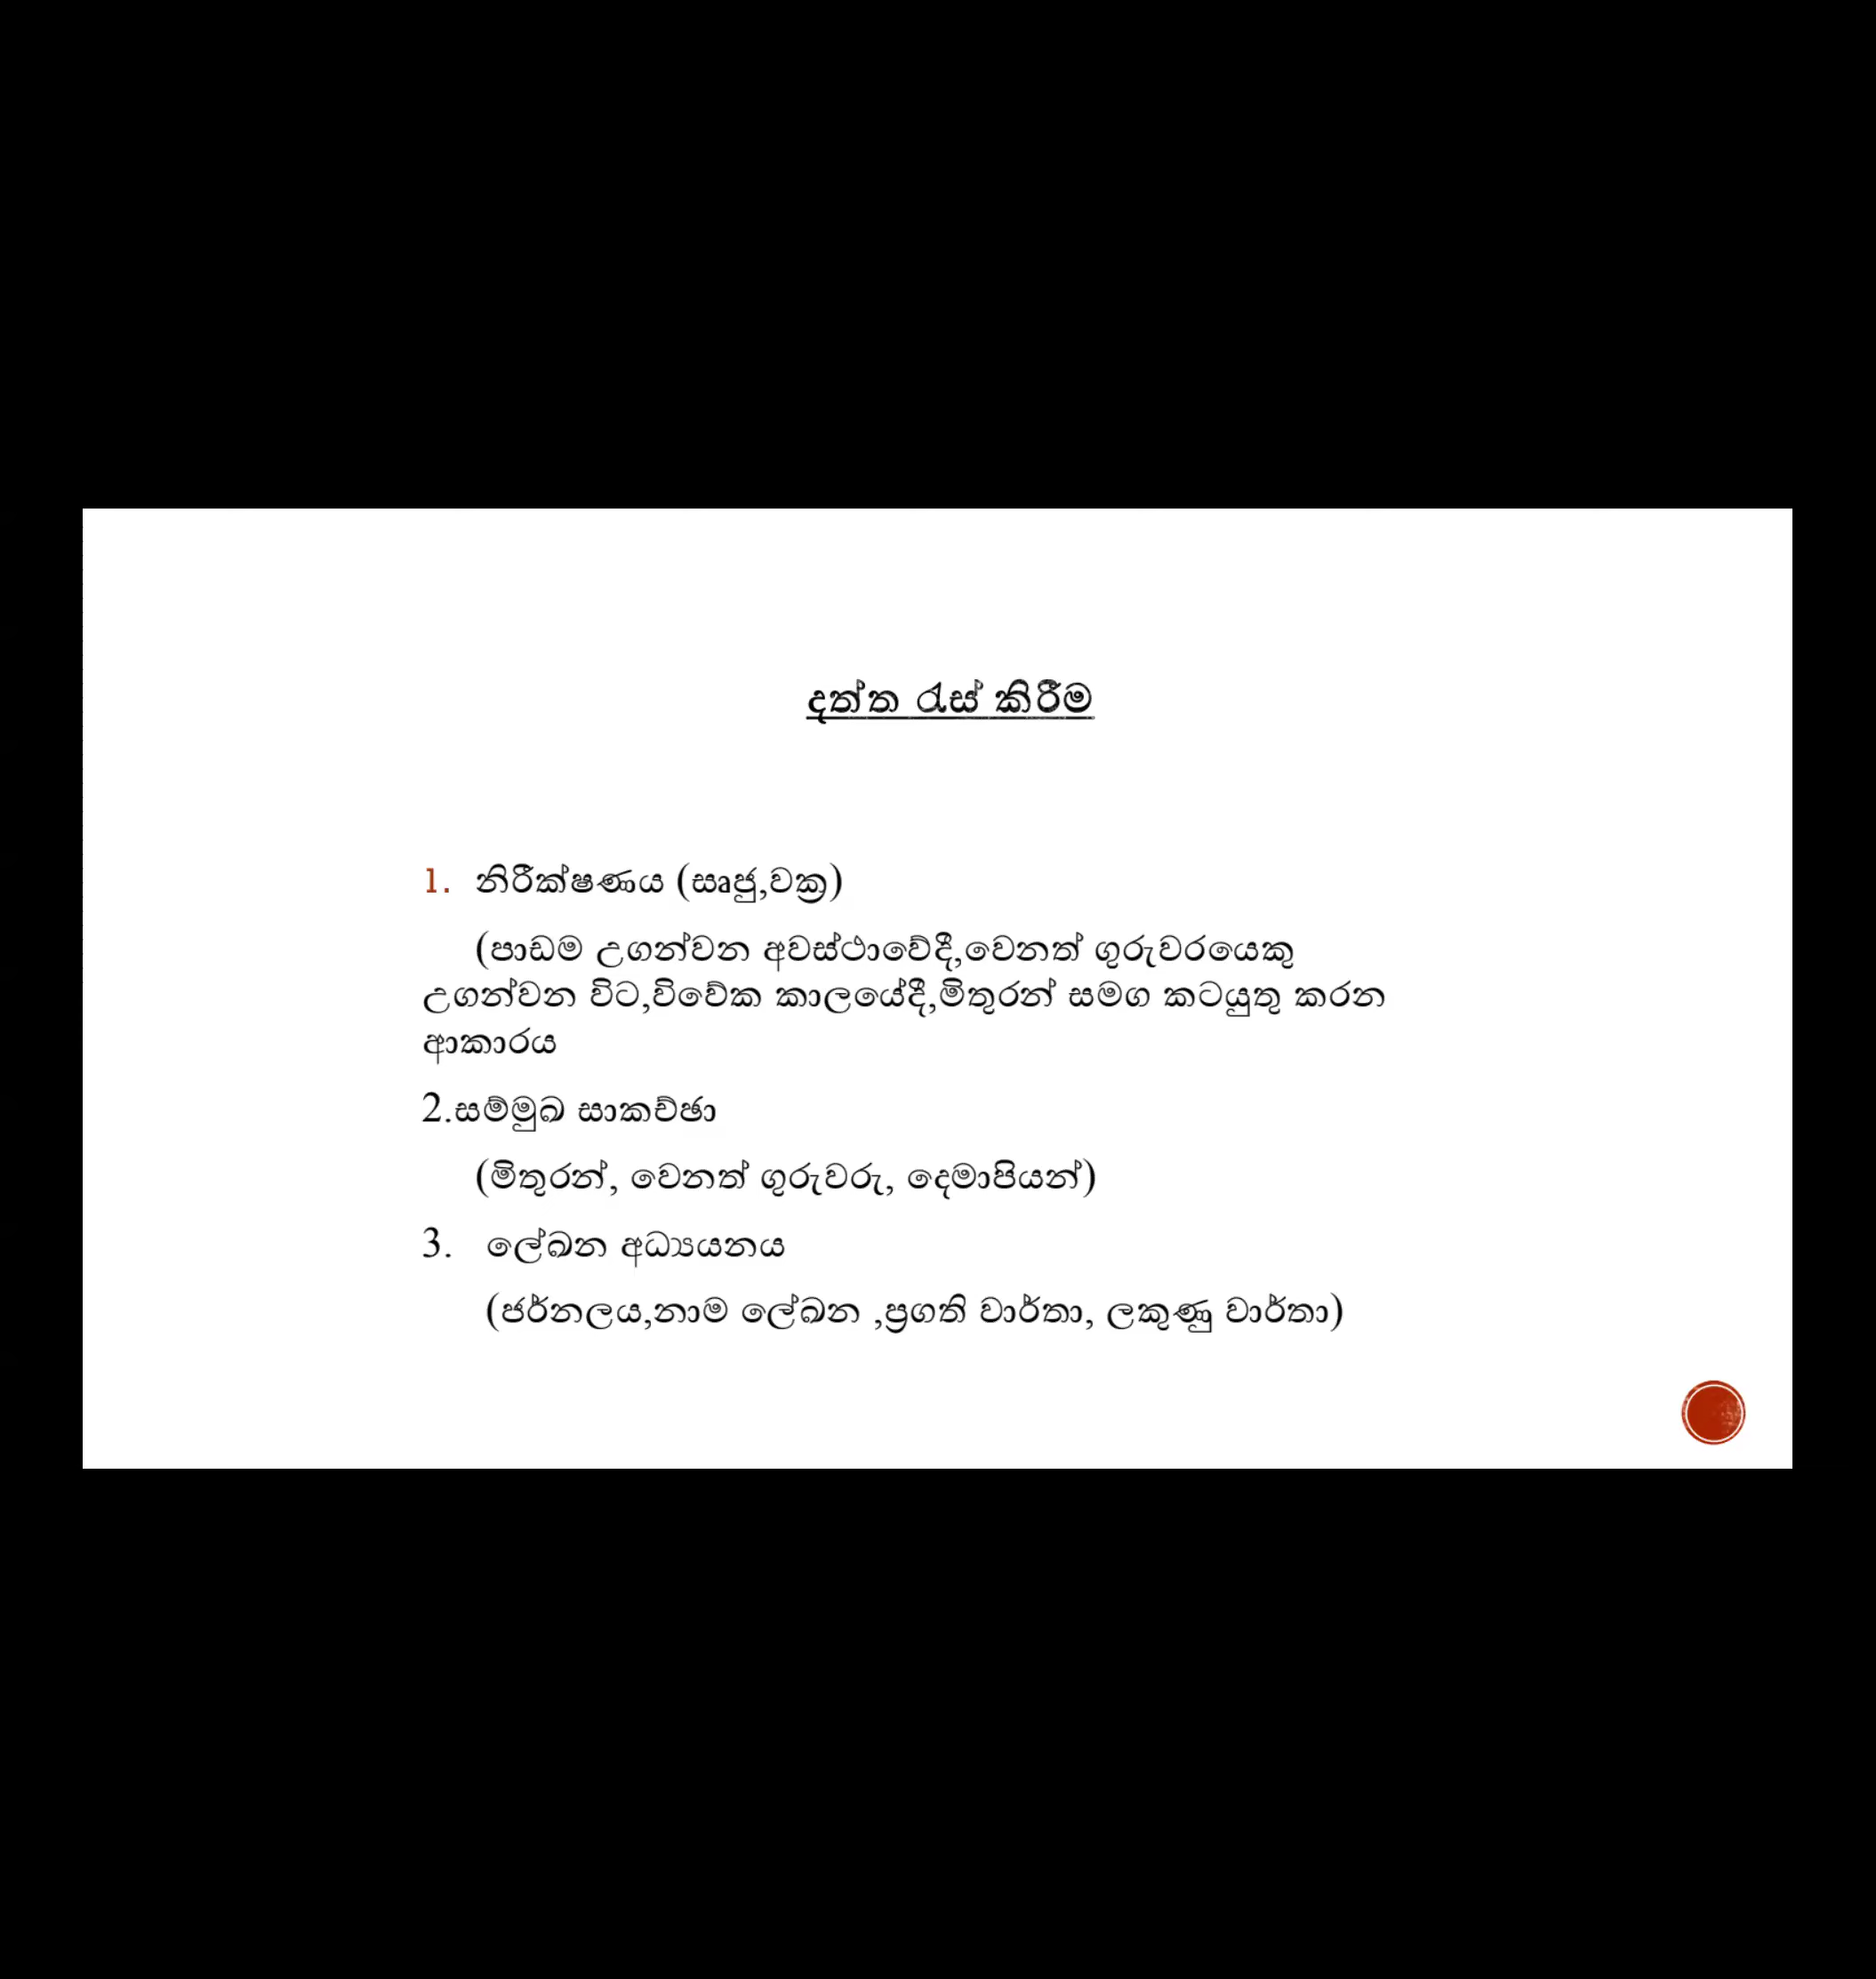 දත්ත රැස් කිරීම
1. නිරීක්ෂණය (සෘජු,වක්‍ර)
(පාඩම උගන්වන අවස්ථාවේදී,වෙනත් ගුරුවරයෙකු
උගන්වන විට,විවේක කාලයේදී,මිතුරන් සමග කටයුතු කරන
ආකාරය
2.සම්මුඛ සාකච්ඡා
(මිතුරන්, වෙනත් ගුරුවරු, දෙමාපියන්)
3. ලේඛන අධ්‍යයනය
(ජර්නලය,නාම ලේඛන ,ප්‍රගති වාර්තා, ලකුණු වාර්තා)